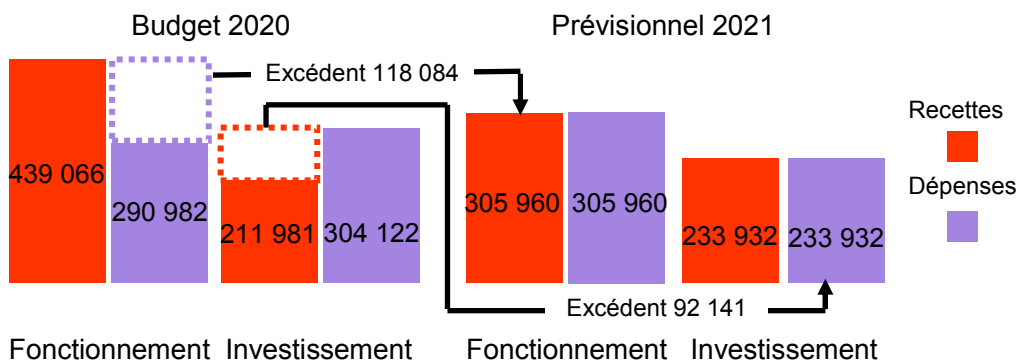 Budget 2020
Prévisionnel 2021
Excédent 118 084
Recettes
Dépenses
439 066
290 982
211 981
304 122
305 960
305 960
233 932
233 932
Excédent 92 141
Fonctionnement
Investissement
Fonctionnement
Investissement